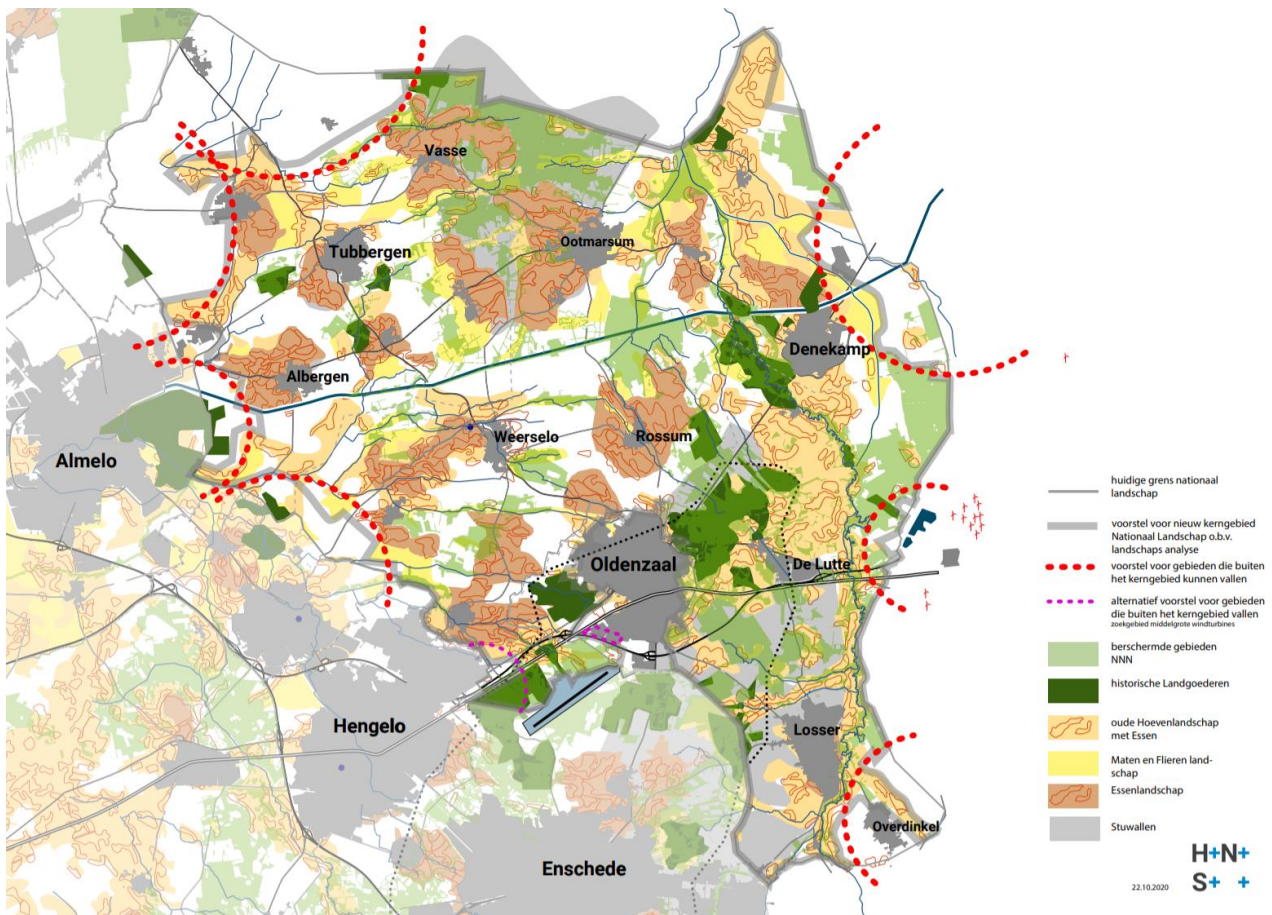 Vasse
Ootmarsum
Tubbergen
Denekamp
Albergen
Weerselo
Rossum
Almelo
Oldenzaal
De Lutte
Hengelo
Losser
Overdinkel
Enschede
huidige grens nationaal
landschap
voorstel voor nieuw kerngebied
Nationaal Landschap o.b.v.
landschaps analyse
voorstel voor gebieden die buiten
het kerngebied kunnen vallen
alternatief voorstel voor gebieden
die buiten het kerngebied vallen
zoekgebied middelgrote windturbines
berschermde gebieden
NNN
historische Landgoederen
oude Hoevenlandschap
met Essen
Maten en Flieren land-
schap
Essenlandschap
Stuwallen
22.10.2020
H+N+
S+ +